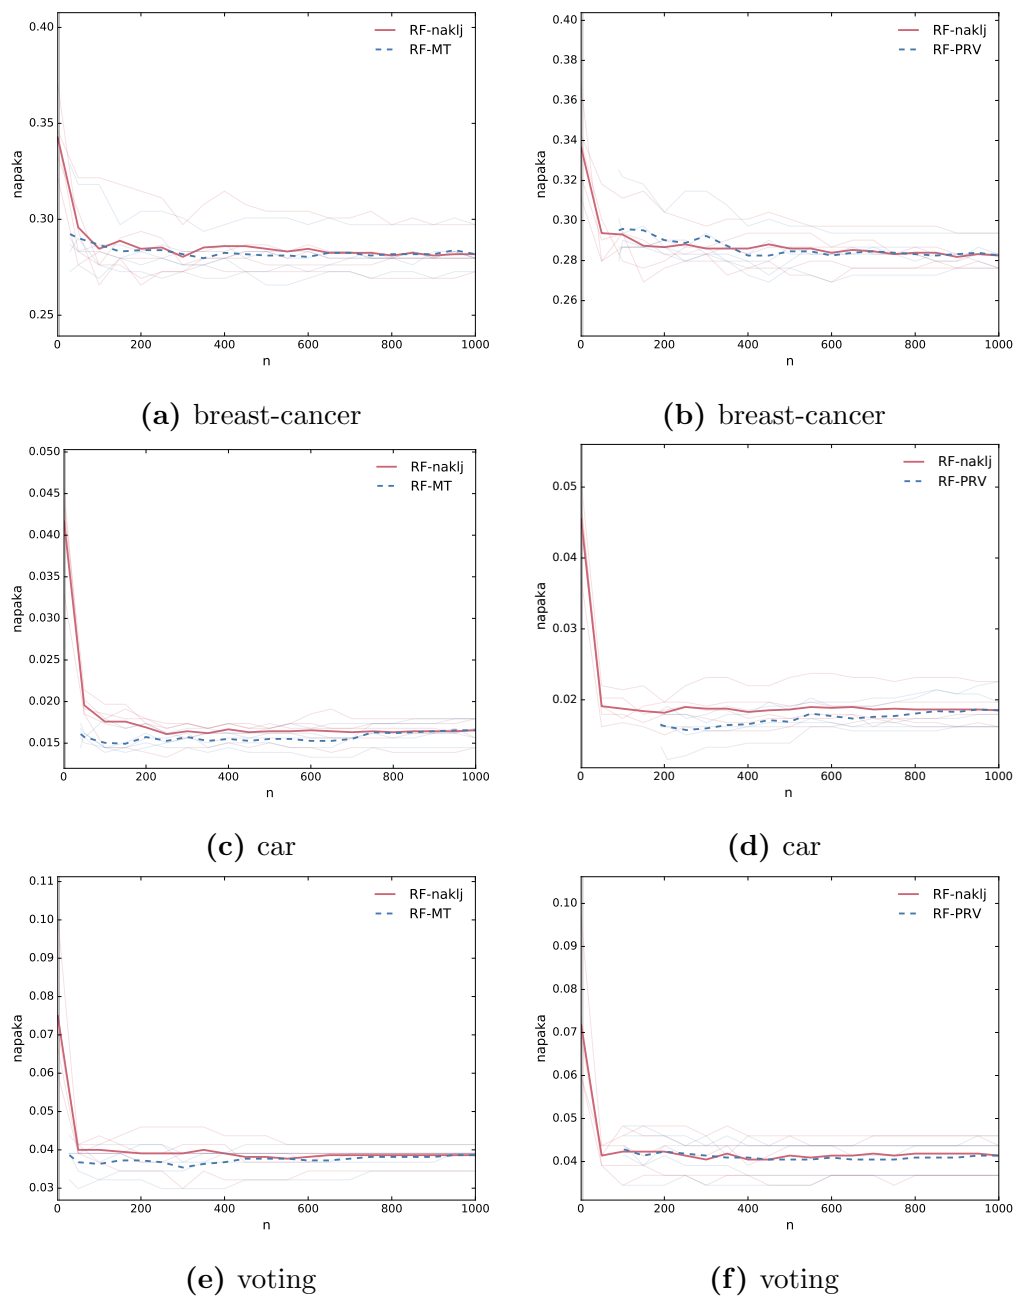 0.40
0.35
0.30
0.25
napaka
0 200 400 600 800 1000
n
RF-naklj
RF-MT
(a) breast-cancer
0.40
0.38
0.36
0.34
0.32
0.30
0.28
0.26
napaka
0 200 400 600 800 1000
n
RF-naklj
RF-PRV
(b) breast-cancer
0.050
0.045
0.040
0.035
0.030
0.025
0.020
0.015
napaka
0 200 400 600 800 1000
n
RF-naklj
RF-MT
(c) car
0.05
0.04
0.03
0.02
napaka
0 200 400 600 800 1000
n
RF-naklj
RF-PRV
(d) car
0.11
0.10
0.09
0.08
0.07
0.06
0.05
0.04
0.03
napaka
0 200 400 600 800 1000
n
RF-naklj
RF-MT
(e) voting
0.10
0.09
0.08
0.07
0.06
0.05
0.04
napaka
0 200 400 600 800 1000
n
RF-naklj
RF-PRV
(f) voting